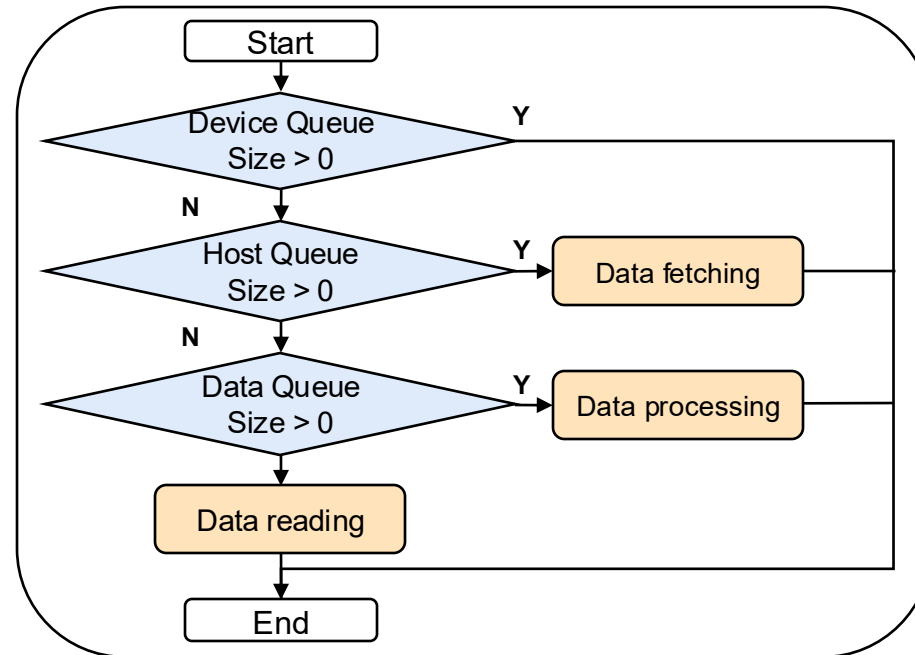 Start
Device Queue
Size > 0
Y
N
Host Queue
Size > 0
Y
Data fetching
N
Data Queue
Size > 0
Y
Data processing
Data reading
End